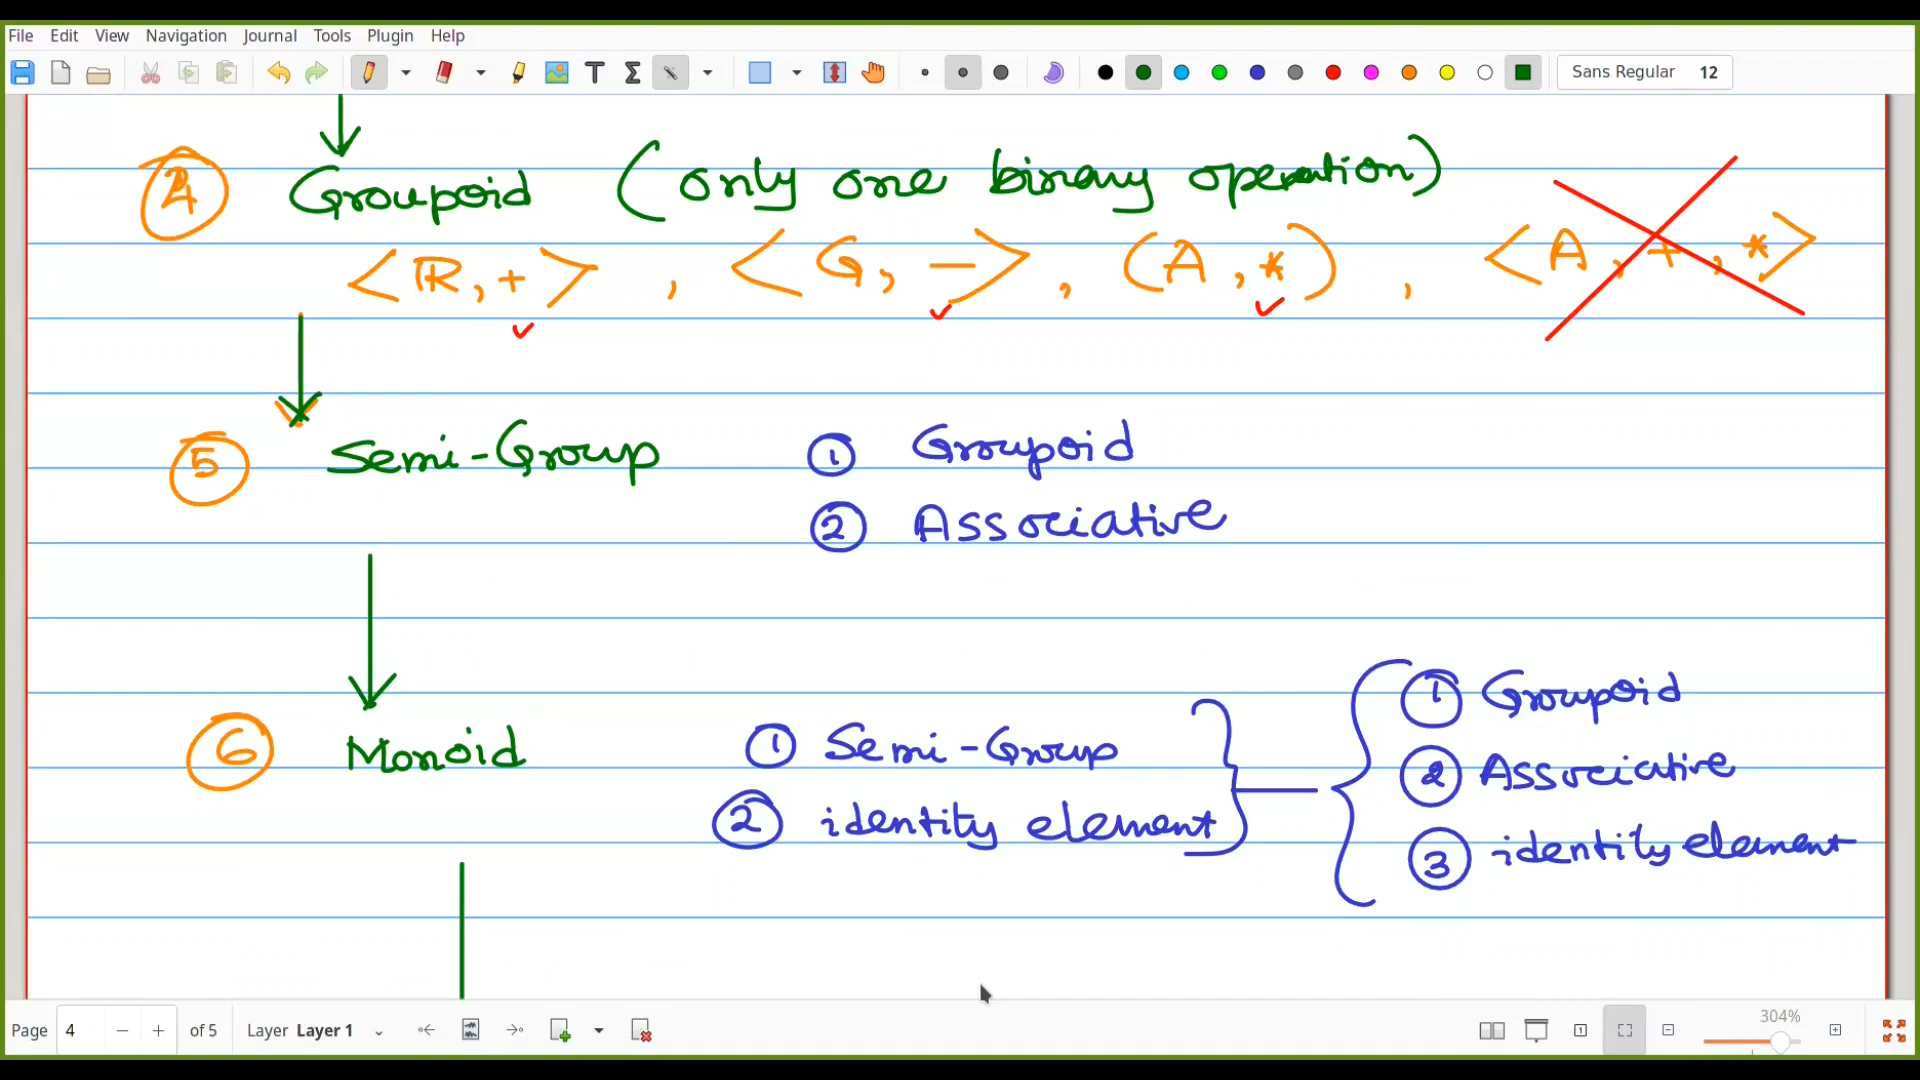 File Edit View Navigation Journal Tools Plugin Help
Sans Regular 12
④ Groupoid (only one binary operation)
<R, +> , <G, -> , (A, *) , <A, +, *>
⑤ Semi-Group ① Groupoid
② Associative
① Groupoid
⑥ Monoid ① Semi-Group
② Associative
② identity element
③ identity element
Page 4 of 5 Layer Layer 1 304%